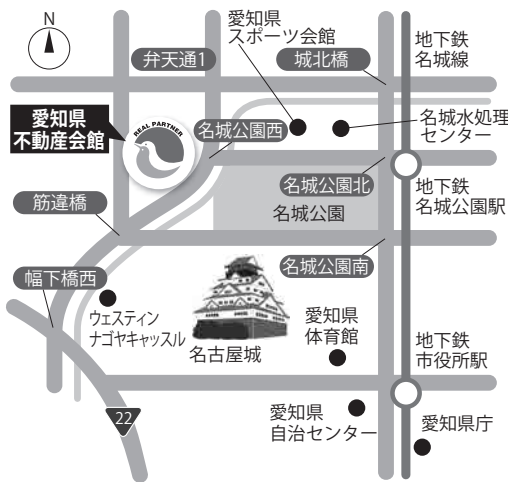 N
愛知県
スポーツ会館
地下鉄
名城線
弁天通1
城北橋
愛知県
不動産会館
REAL PARTNER
名城公園西
名城水処理
センター
名城公園北
地下鉄
名城公園駅
筋違橋
名城公園
名城公園南
幅下橋西
ウェスティン
ナゴヤキャッスル
名古屋城
愛知県
体育館
地下鉄
市役所駅
22
愛知県
自治センター
愛知県庁